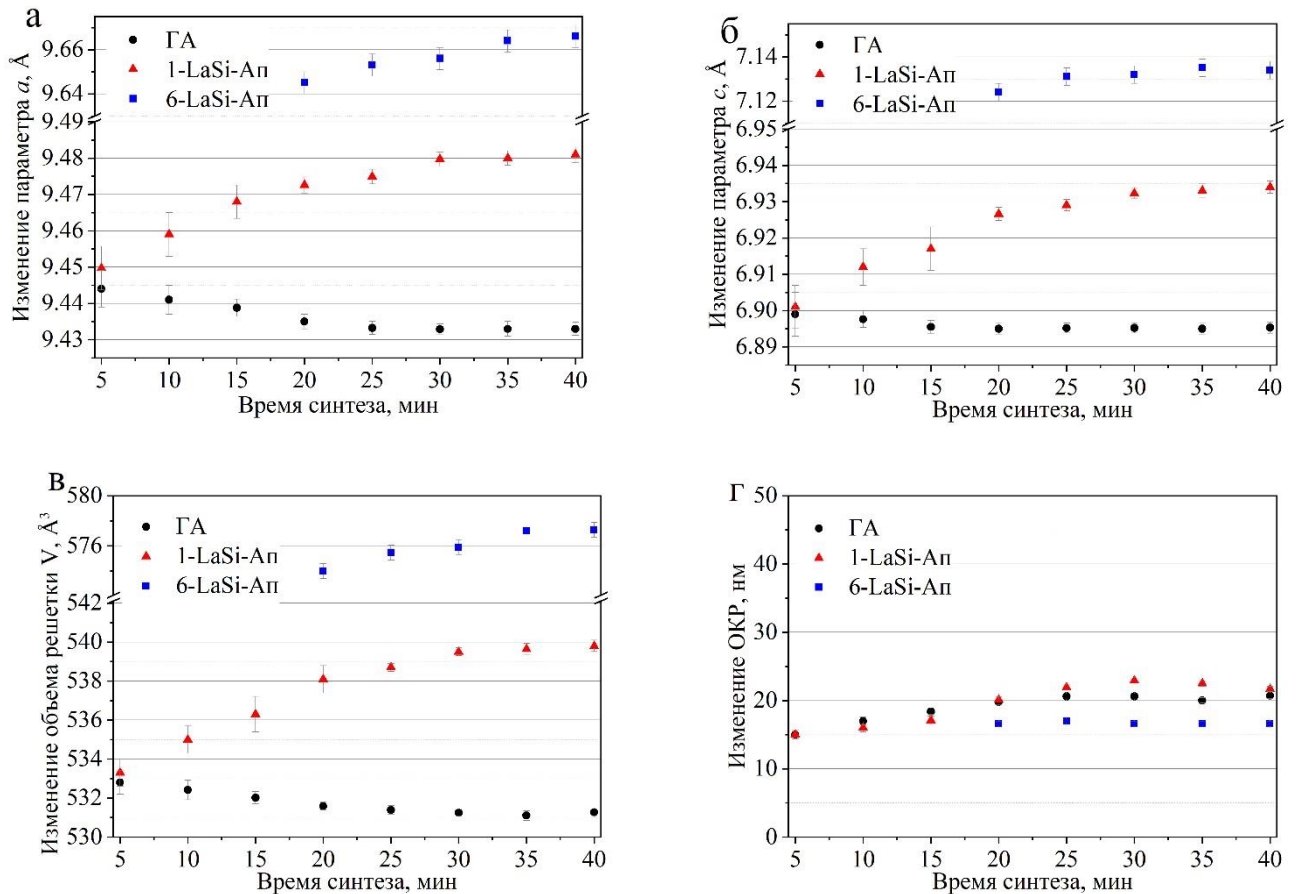 а
Изменение параметра a, Å
9.66
9.64
9.49
9.48
9.47
9.46
9.45
9.44
9.43
ГА
1-LaSi-Ап
6-LaSi-Ап
5 10 15 20 25 30 35 40
Время синтеза, мин
б
Изменение параметра c, Å
7.14
7.12
6.95
6.94
6.93
6.92
6.91
6.90
6.89
ГА
1-LaSi-Ап
6-LaSi-Ап
5 10 15 20 25 30 35 40
Время синтеза, мин
в
Изменение объема решетки V, Å³
580
576
542
540
538
536
534
532
530
ГА
1-LaSi-Ап
6-LaSi-Ап
5 10 15 20 25 30 35 40
Время синтеза, мин
г
Изменение ОКР, нм
50
40
30
20
10
0
ГА
1-LaSi-Ап
6-LaSi-Ап
5 10 15 20 25 30 35 40
Время синтеза, мин